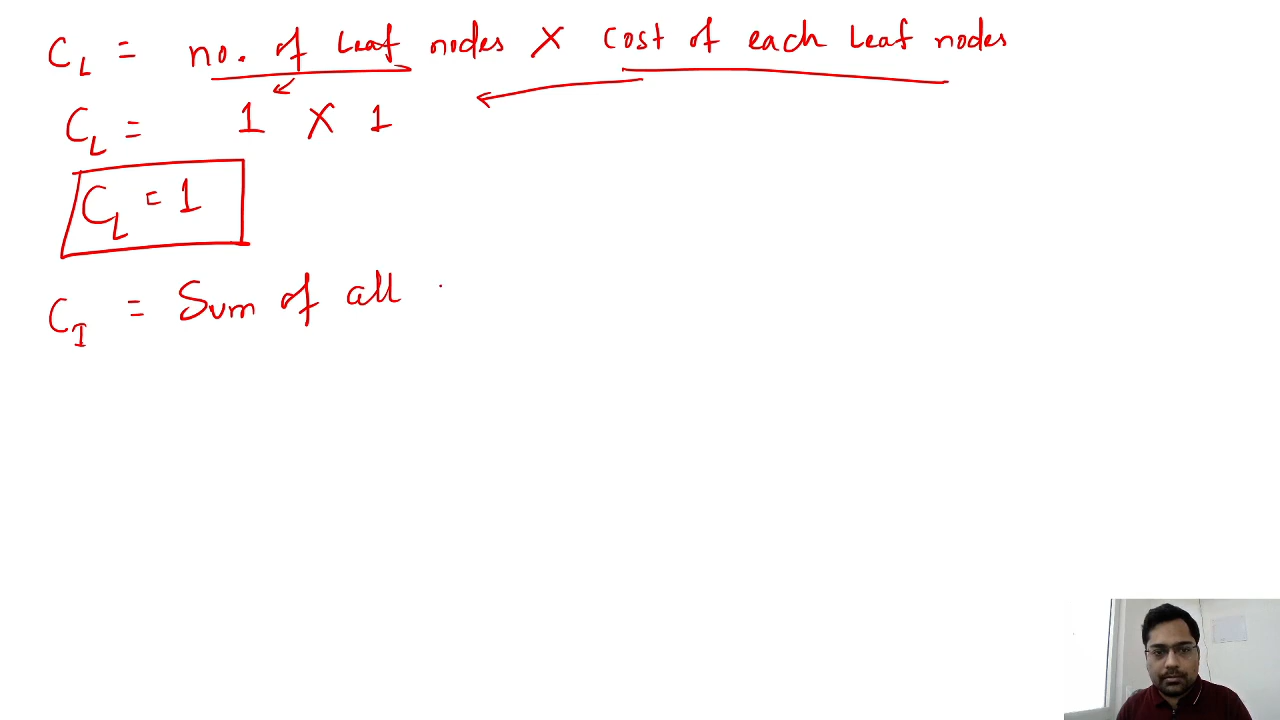 C_L = no. of Leaf nodes X Cost of each Leaf nodes
C_L = 1 X 1
C_L = 1
C_I = Sum of all